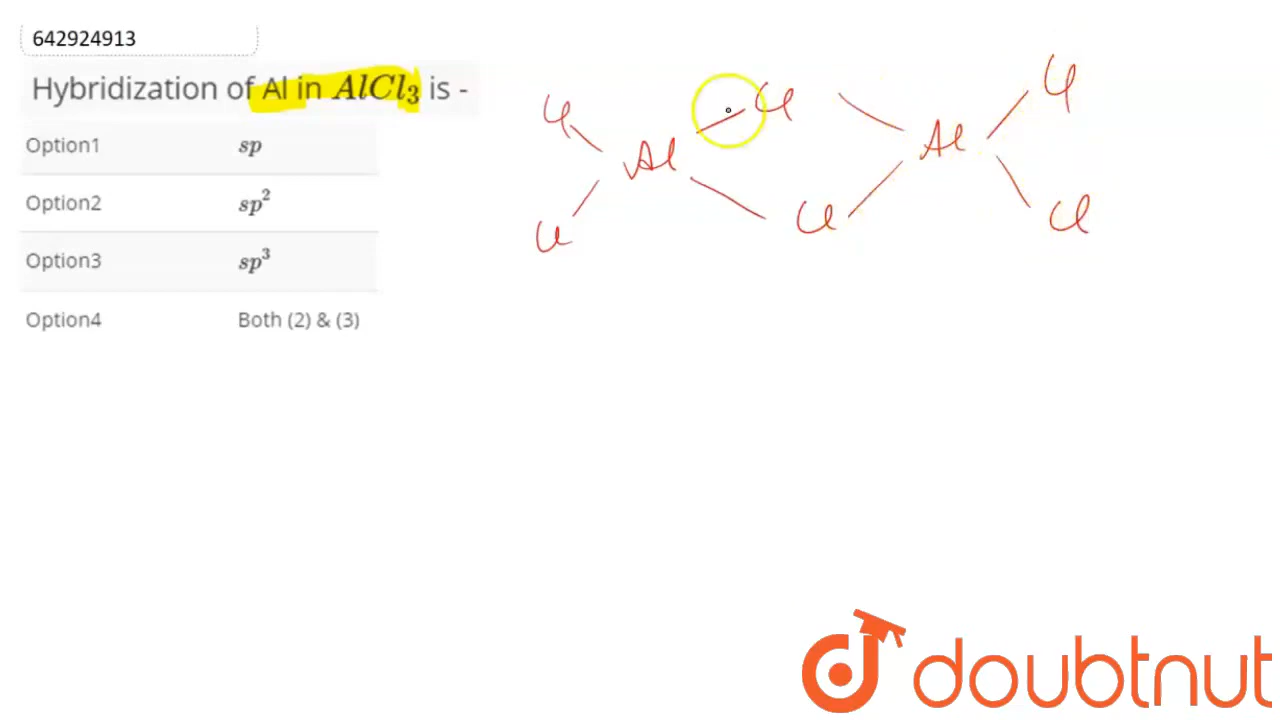 642924913
Hybridization of Al in AlCl₃ is -
Option1 sp
Option2 sp²
Option3 sp³
Option4 Both (2) & (3)
Cl Cl Cl
Al Al
Cl Cl Cl
doubtnut